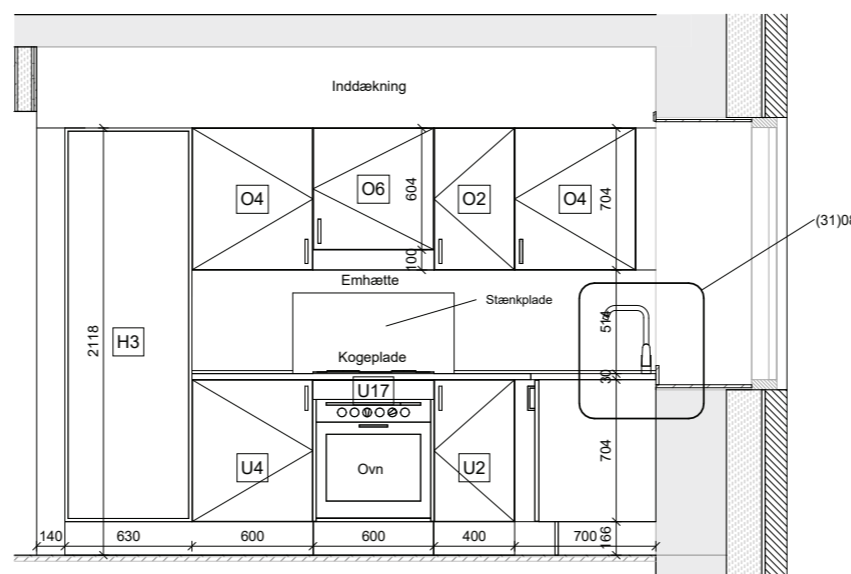 Inddækning
O4
O6
O2
O4
604
704
100
(31)08
Emhætte
Stænkplade
514
H3
2118
Kogeplade
30
U17
U4
Ovn
U2
704
140
630
600
600
400
700
166